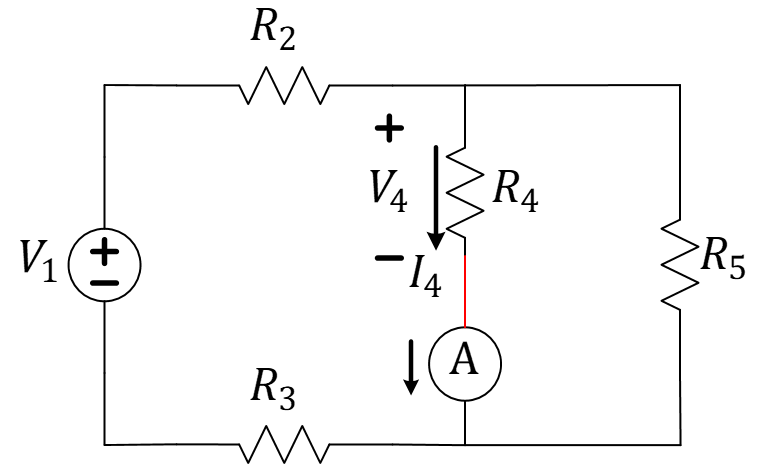 R₂
+
V₄
R₄
V₁
+
−
−
I₄
R₅
A
R₃